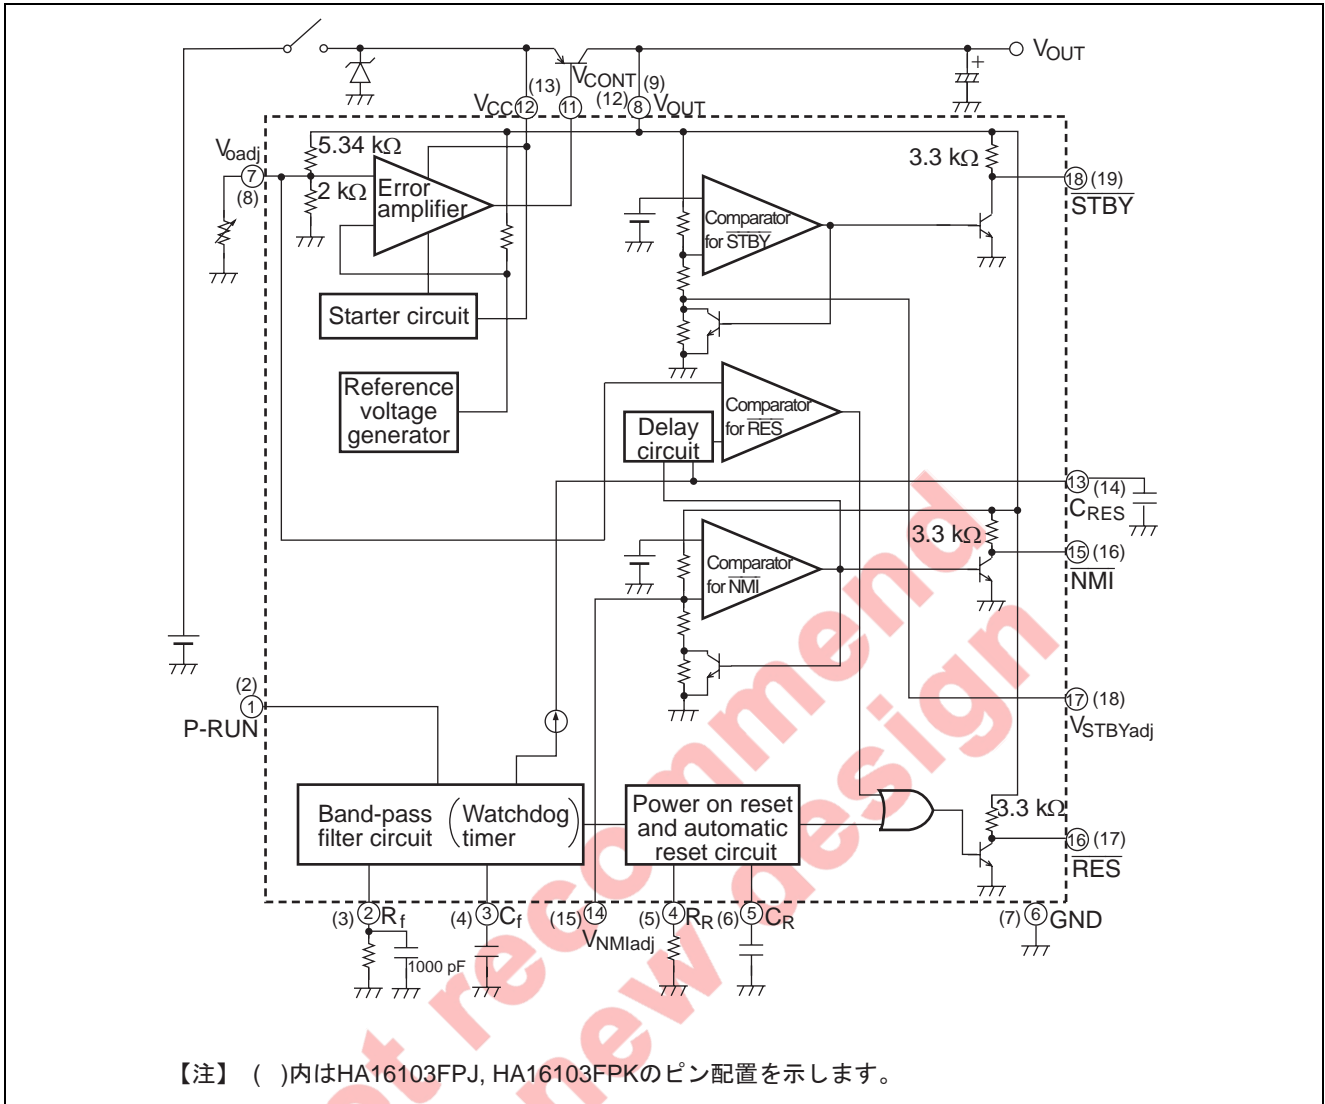 VOUT
VCONT
(13)
(12)
(9)
VCC
12
11
8
VOUT
Voadj
7
(8)
5.34 kΩ
2 kΩ
Error
amplifier
Starter circuit
Reference
voltage
generator
Comparator
for STBY
3.3 kΩ
18 (19)
STBY
Comparator
for RES
Delay
circuit
13 (14)
CRES
3.3 kΩ
Comparator
for NMI
15 (16)
NMI
(2)
1
P-RUN
17 (18)
VSTBYadj
Band-pass
filter circuit
(Watchdog
timer)
Power on reset
and automatic
reset circuit
3.3 kΩ
16 (17)
RES
(3) 2 Rf
(4) 3 Cf
(15) 14
VNMIadj
(5) 4 RR
(6) 5 CR
(7) 6 GND
1000 pF
【注】 ( )内はHA16103FPJ, HA16103FPKのピン配置を示します。
ot recommend
new design